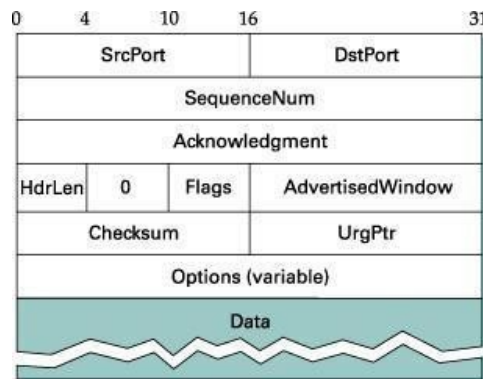 0 4 10 16 31
SrcPort DstPort
SequenceNum
Acknowledgment
HdrLen 0 Flags AdvertisedWindow
Checksum UrgPtr
Options (variable)
Data